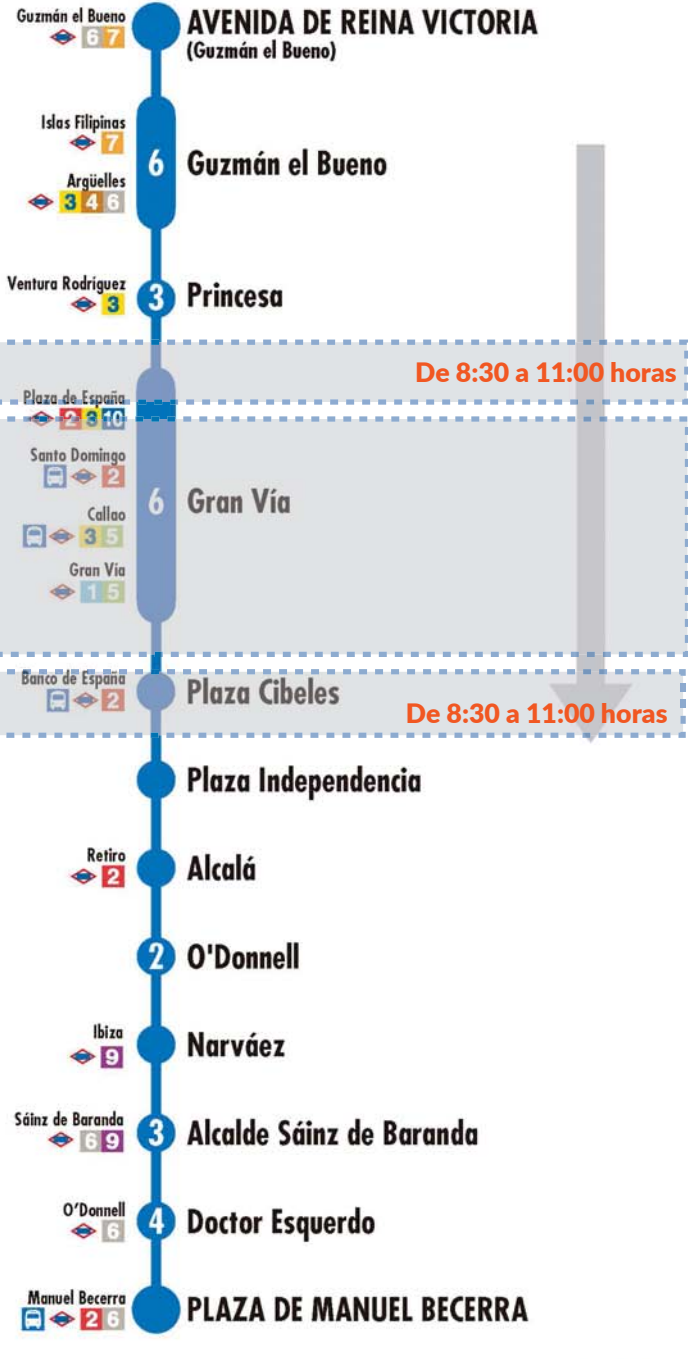 Guzmán el Bueno
6 7
AVENIDA DE REINA VICTORIA
(Guzmán el Bueno)
Islas Filipinas
7
6 Guzmán el Bueno
Argüelles
3 4 6
Ventura Rodríguez
3
3 Princesa
De 8:30 a 11:00 horas
Plaza de España
2 3 10
Santo Domingo
2
6 Gran Vía
Callao
3 5
Gran Vía
1 5
Banco de España
2
Plaza Cibeles
De 8:30 a 11:00 horas
Plaza Independencia
Retiro
2
Alcalá
2 O'Donnell
Ibiza
9
Narváez
Sáinz de Baranda
6 9
3 Alcalde Sáinz de Baranda
O'Donnell
6
4 Doctor Esquerdo
Manuel Becerra
2 6
PLAZA DE MANUEL BECERRA